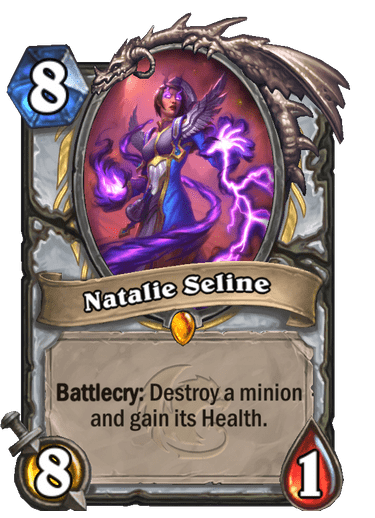 8
Natalie Seline
Battlecry: Destroy a minion
and gain its Health.
8
1